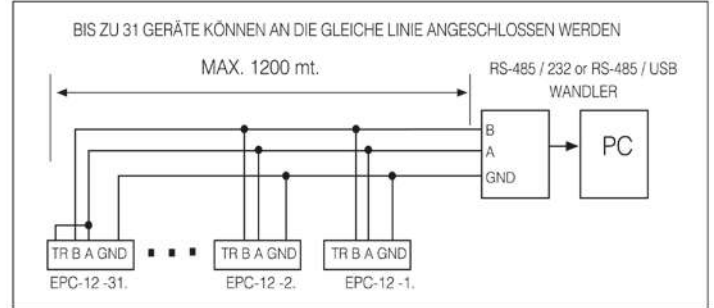 BIS ZU 31 GERÄTE KÖNNEN AN DIE GLEICHE LINIE ANGESCHLOSSEN WERDEN
MAX. 1200 mt.
RS-485 / 232 or RS-485 / USB
WANDLER
B
A
GND
PC
TR B A GND
TR B A GND
TR B A GND
EPC-12 -31.
EPC-12 -2.
EPC-12 -1.